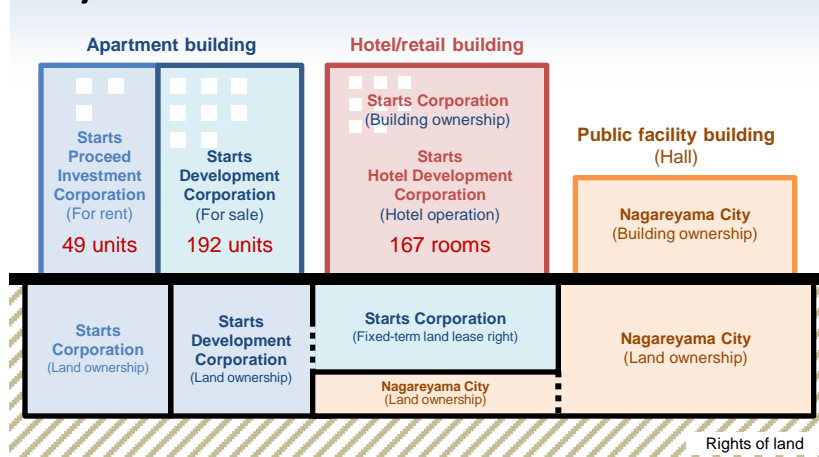 Apartment building
Hotel/retail building
Starts
Proceed
Investment
Corporation
(For rent)
49 units
Starts
Development
Corporation
(For sale)
192 units
Starts Corporation
(Building ownership)
Starts
Hotel Development
Corporation
(Hotel operation)
167 rooms
Public facility building
(Hall)
Nagareyama City
(Building ownership)
Starts
Corporation
(Land ownership)
Starts
Development
Corporation
(Land ownership)
Starts Corporation
(Fixed-term land lease right)
Nagareyama City
(Land ownership)
Nagareyama City
(Land ownership)
Rights of land